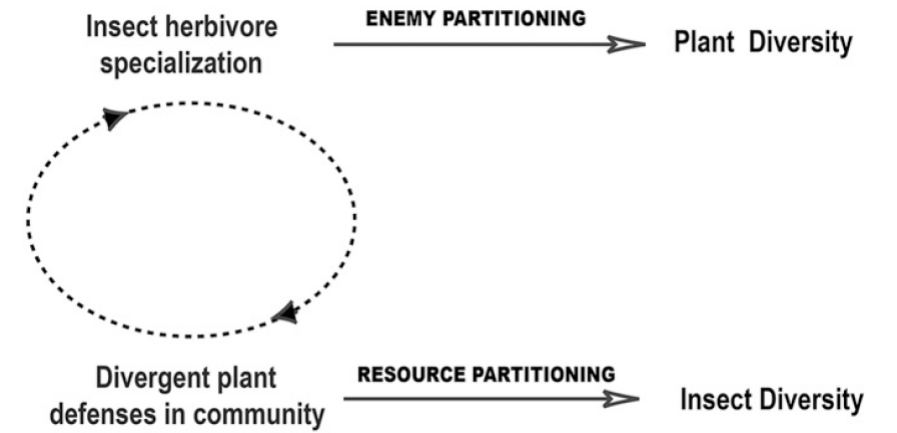 Insect herbivore
specialization
ENEMY PARTITIONING
Plant Diversity
Divergent plant
defenses in community
RESOURCE PARTITIONING
Insect Diversity